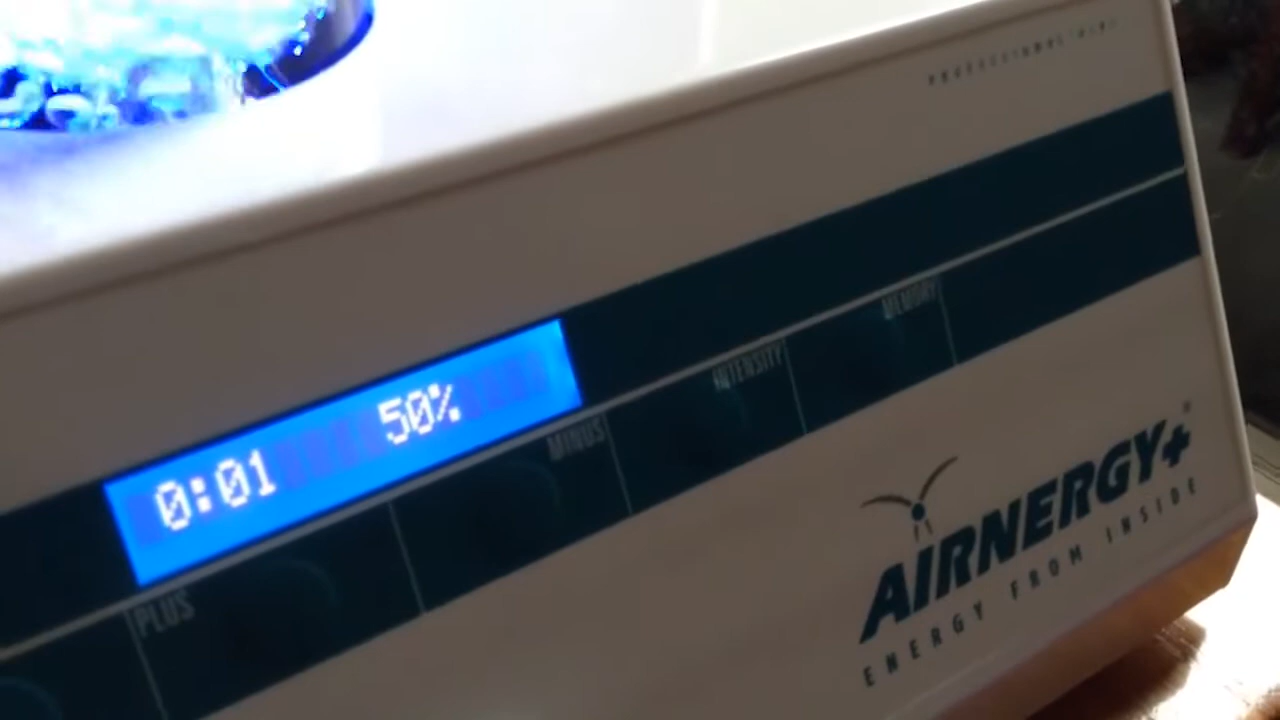 0:01 50%
PLUS
MINUS
INTENSITY
MEMORY
AIRNERGY+
ENERGY FROM INSIDE